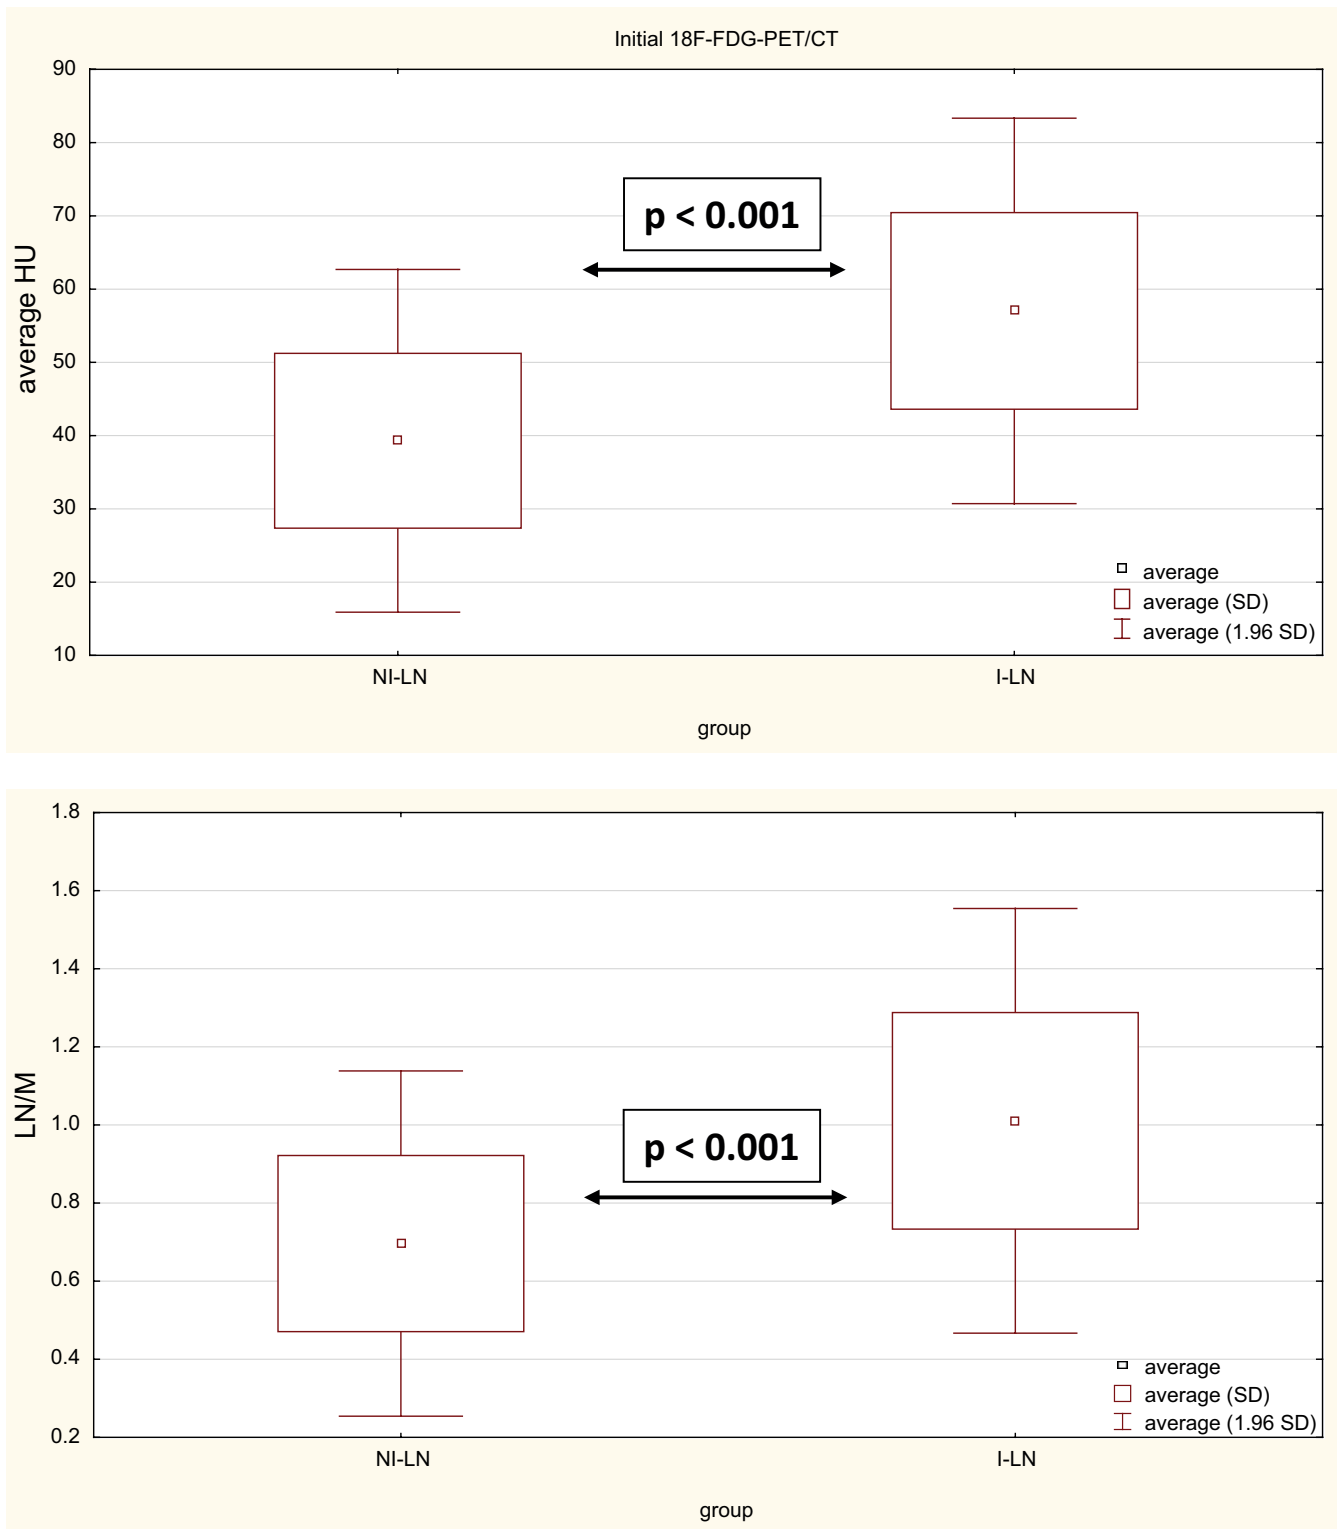 Initial 18F-FDG-PET/CT
90
80
70
60
50
40
30
20
10
average HU
p < 0.001
average
average (SD)
average (1.96 SD)
NI-LN
I-LN
group
1.8
1.6
1.4
1.2
1.0
0.8
0.6
0.4
0.2
LN/M
p < 0.001
average
average (SD)
average (1.96 SD)
NI-LN
I-LN
group